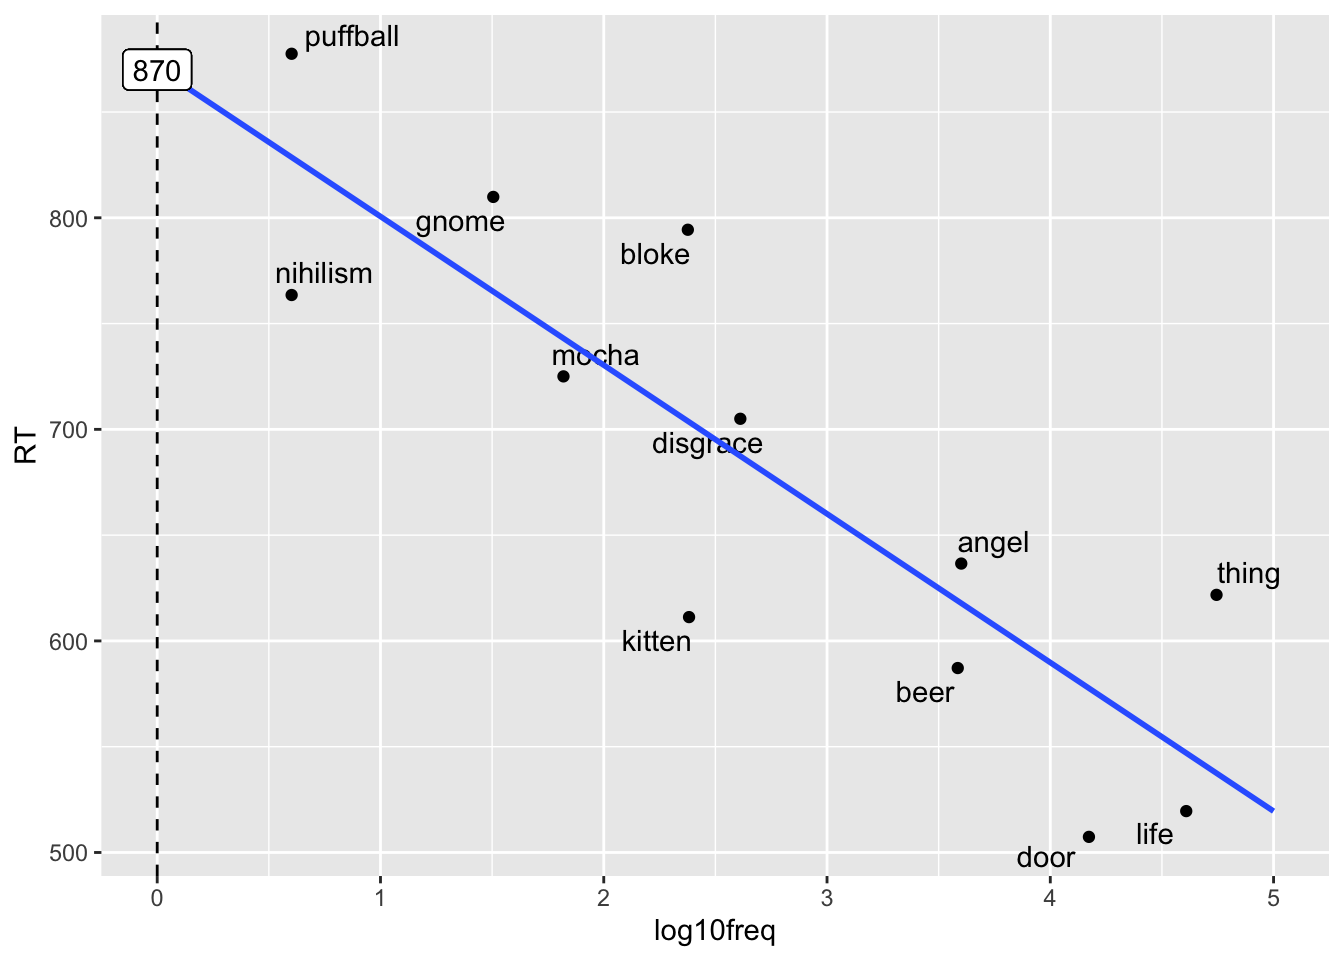 puffball
870
800
gnome
bloke
nihilism
mocha
700
disgrace
RT
angel
thing
600
kitten
beer
life
500
door
0 1 2 3 4 5
log10freq